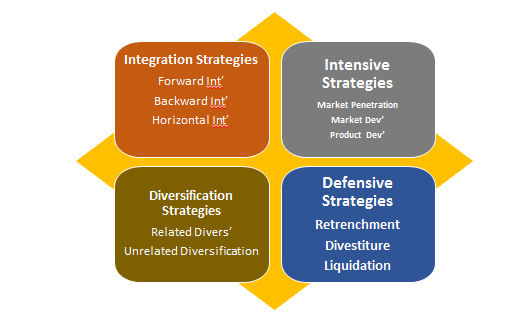 Integration Strategies
Forward Int’
Backward Int’
Horizontal Int’
Intensive
Strategies
Market Penetration
Market Dev’
Product Dev’
Diversification
Strategies
Related Divers’
Unrelated Diversification
Defensive
Strategies
Retrenchment
Divestiture
Liquidation